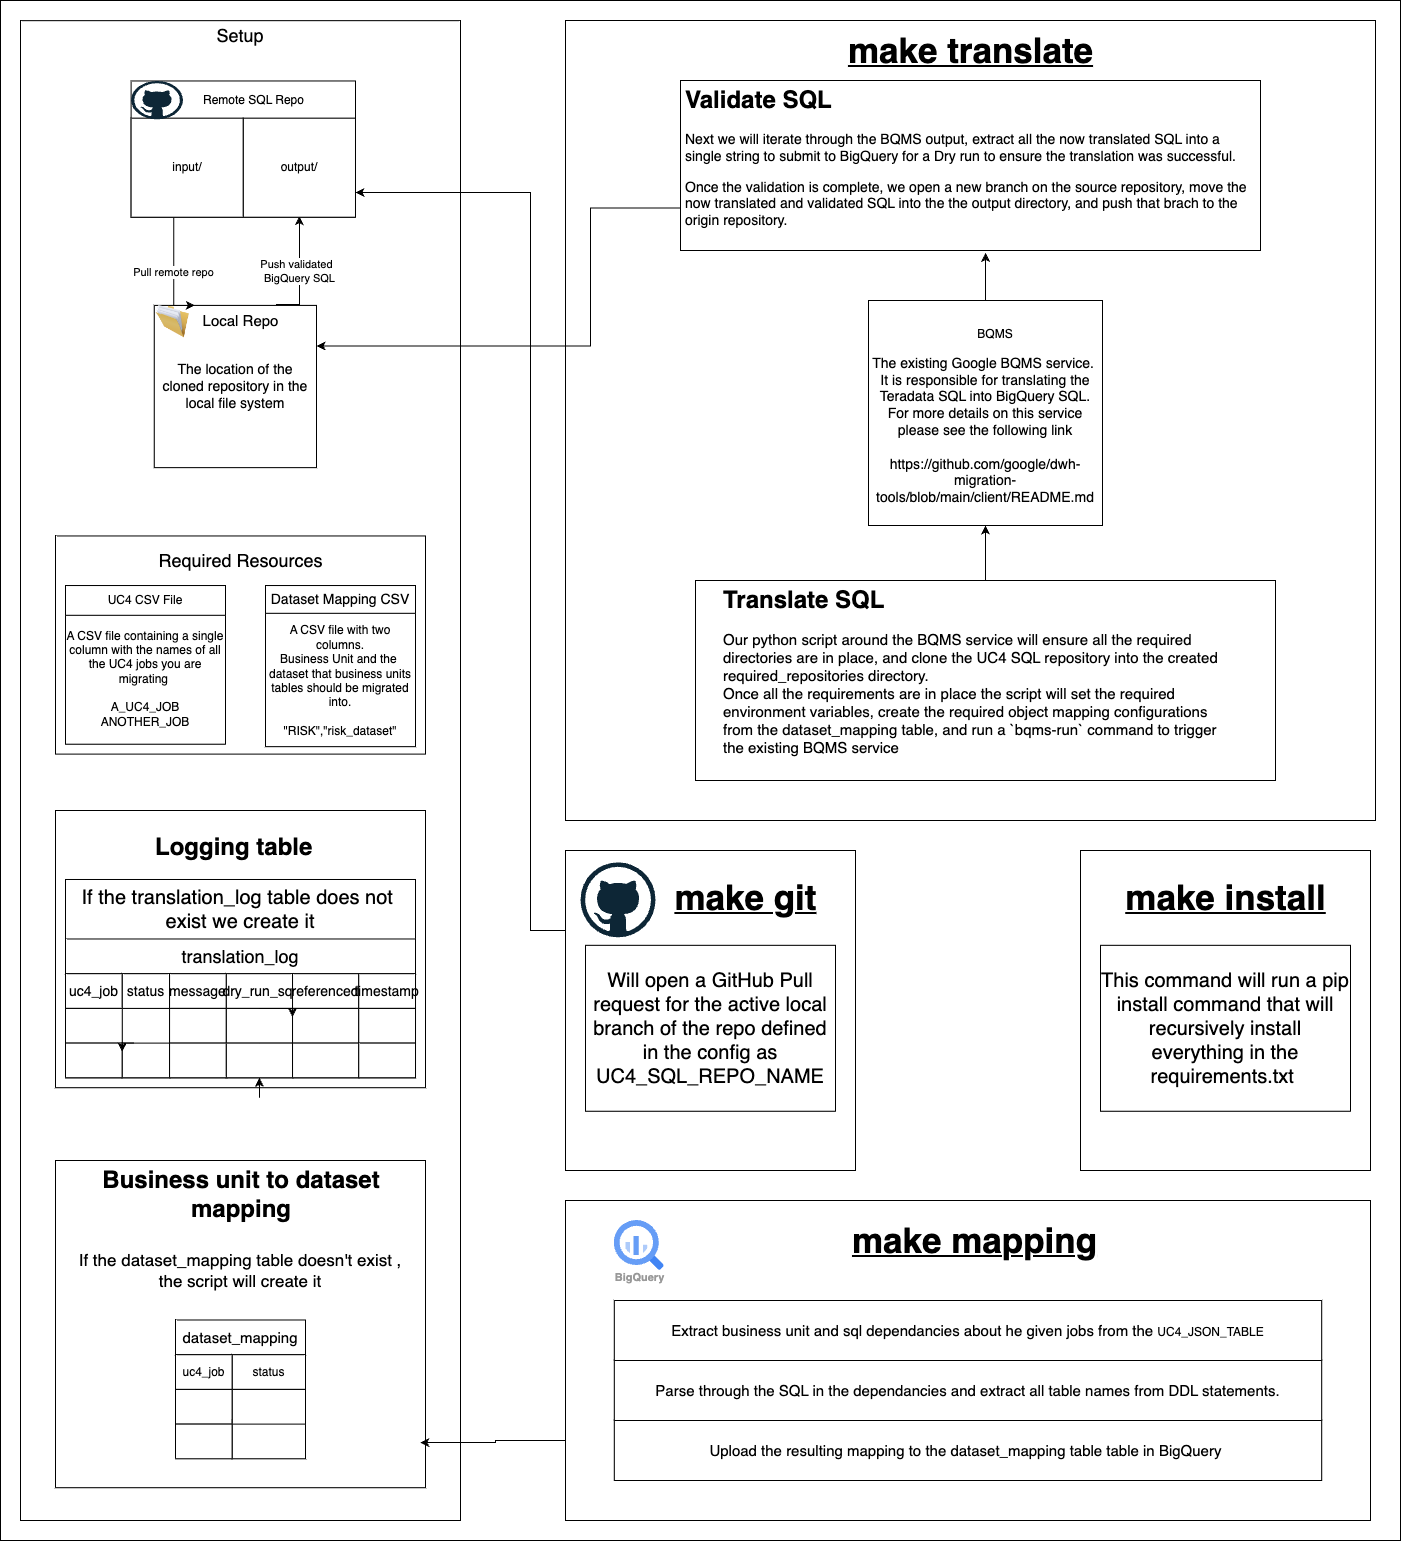 Setup
Remote SQL Repo
input/
output/
Pull remote repo
Push validated
BigQuery SQL
Local Repo
The location of the
cloned repository in the
local file system
Required Resources
UC4 CSV File
A CSV file containing a single
column with the names of all
the UC4 jobs you are
migrating
A_UC4_JOB
ANOTHER_JOB
Dataset Mapping CSV
A CSV file with two
columns.
Business Unit and the
dataset that business units
tables should be migrated
into.
"RISK","risk_dataset"
Logging table
If the translation_log table does not
exist we create it
translation_log
uc4_job status message dry_run_sq referenced timestamp
Business unit to dataset
mapping
If the dataset_mapping table doesn't exist ,
the script will create it
dataset_mapping
uc4_job status
make translate
Validate SQL
Next we will iterate through the BQMS output, extract all the now translated SQL into a
single string to submit to BigQuery for a Dry run to ensure the translation was successful.
Once the validation is complete, we open a new branch on the source repository, move the
now translated and validated SQL into the the output directory, and push that brach to the
origin repository.
BQMS
The existing Google BQMS service.
It is responsible for translating the
Teradata SQL into BigQuery SQL.
For more details on this service
please see the following link
https://github.com/google/dwh-
migration-
tools/blob/main/client/README.md
Translate SQL
Our python script around the BQMS service will ensure all the required
directories are in place, and clone the UC4 SQL repository into the created
required_repositories directory.
Once all the requirements are in place the script will set the required
environment variables, create the required object mapping configurations
from the dataset_mapping table, and run a `bqms-run` command to trigger
the existing BQMS service
make git
Will open a GitHub Pull
request for the active local
branch of the repo defined
in the config as
UC4_SQL_REPO_NAME
make install
This command will run a pip
install command that will
recursively install
everything in the
requirements.txt
BigQuery
make mapping
Extract business unit and sql dependancies about he given jobs from the UC4_JSON_TABLE
Parse through the SQL in the dependancies and extract all table names from DDL statements.
Upload the resulting mapping to the dataset_mapping table table in BigQuery